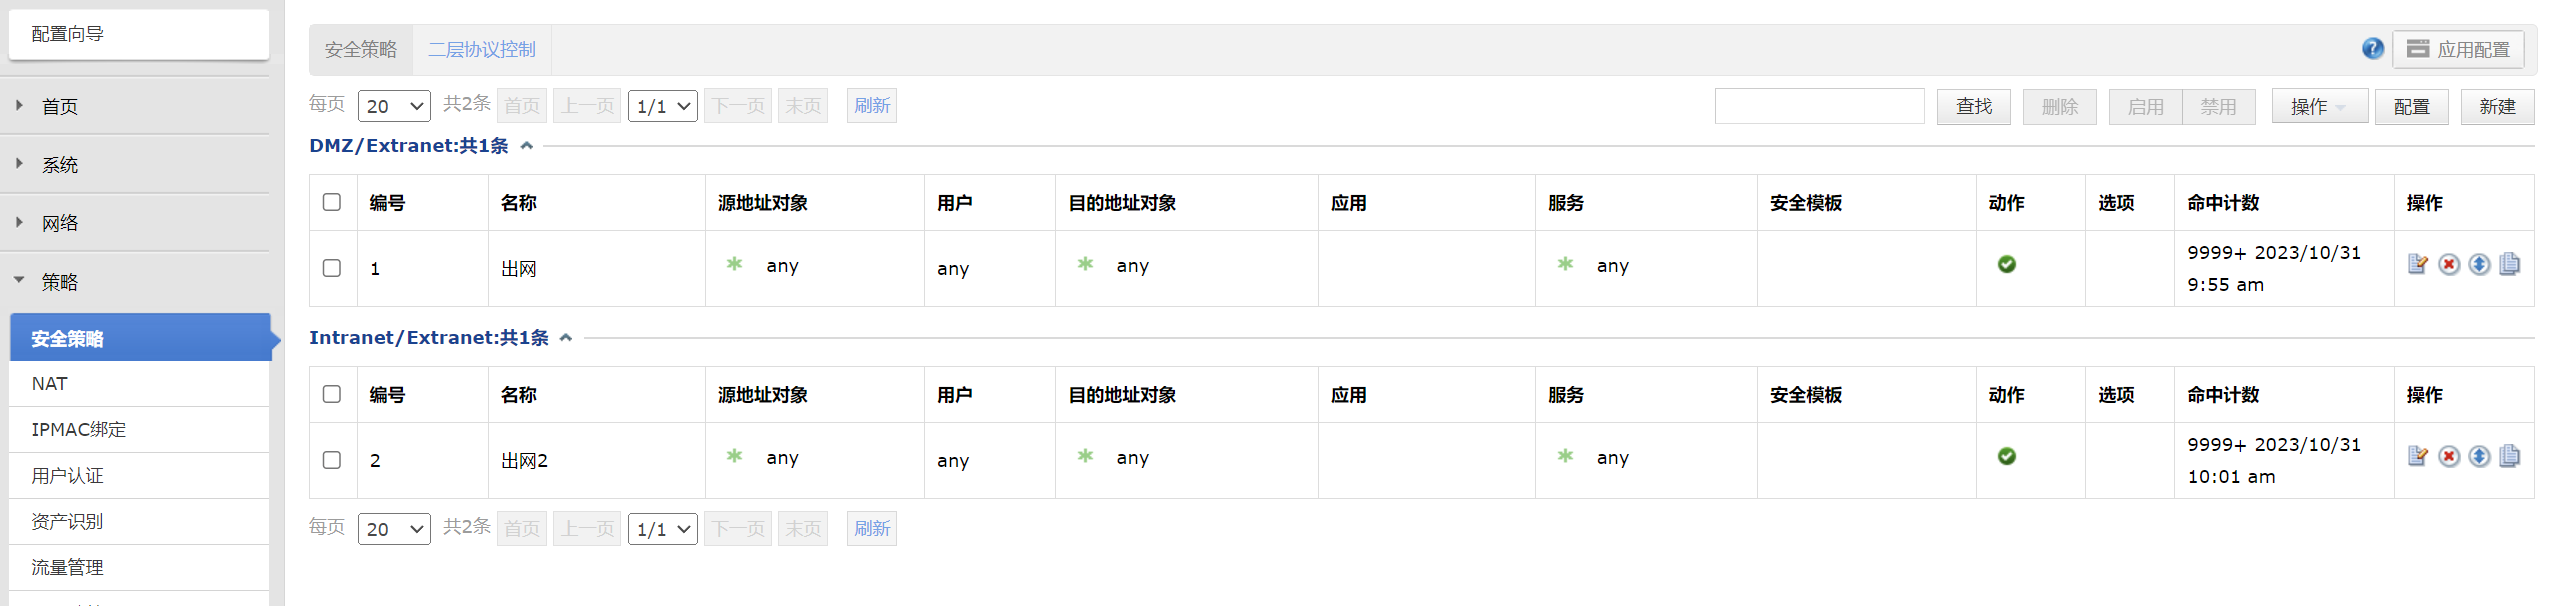 配置向导
首页
系统
网络
策略
安全策略
NAT
IPMAC绑定
用户认证
资产识别
流量管理
安全策略 二层协议控制 应用配置
每页 20 共2条 首页 上一页 1/1 下一页 末页 刷新 查找 删除 启用 禁用 操作 配置 新建
DMZ/Extranet:共1条
编号 名称 源地址对象 用户 目的地址对象 应用 服务 安全模板 动作 选项 命中计数 操作
1 出网 any any any any 9999+ 2023/10/31
9:55 am
Intranet/Extranet:共1条
编号 名称 源地址对象 用户 目的地址对象 应用 服务 安全模板 动作 选项 命中计数 操作
2 出网2 any any any any 9999+ 2023/10/31
10:01 am
每页 20 共2条 首页 上一页 1/1 下一页 末页 刷新